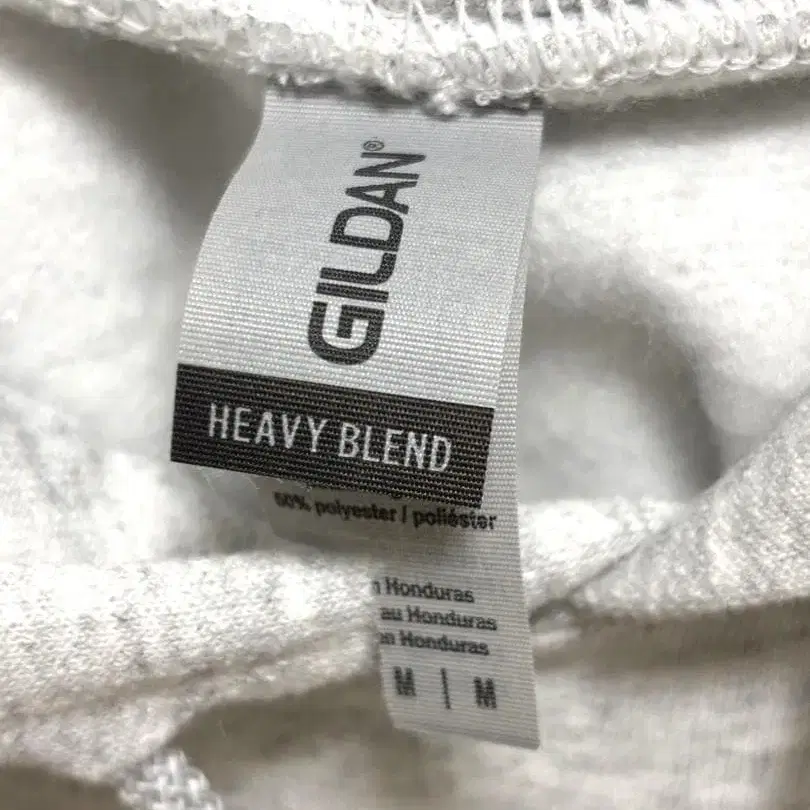 GILDAN®
HEAVY BLEND
50% polyester / poliéster
Honduras
au Honduras
Honduras
M | M